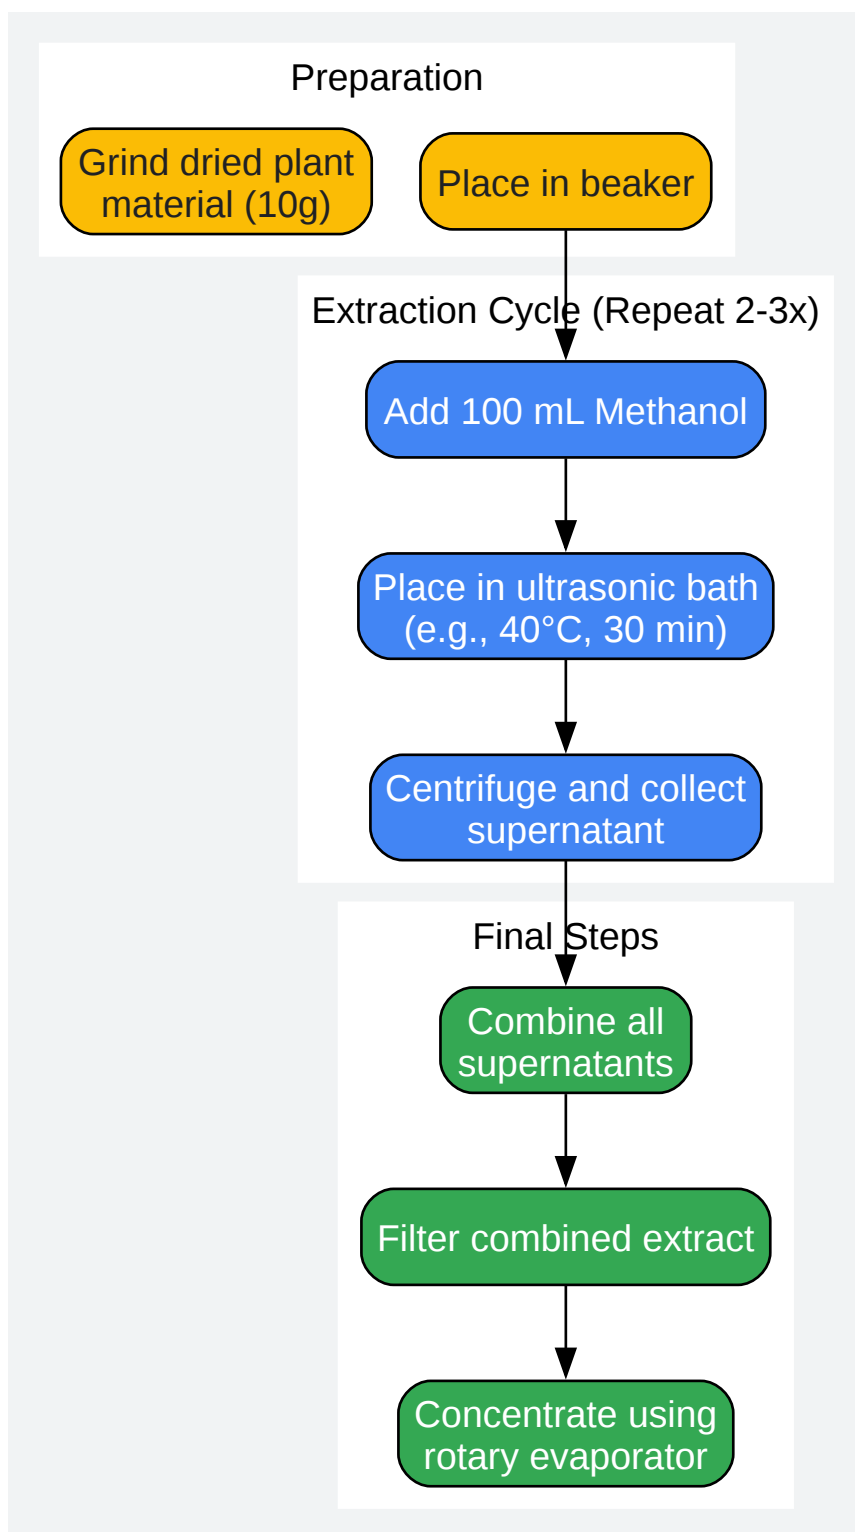 Preparation
Grind dried plant
material (10g)
Place in beaker
Extraction Cycle (Repeat 2-3x)
Add 100 mL Methanol
Place in ultrasonic bath
(e.g., 40°C, 30 min)
Centrifuge and collect
supernatant
Final Steps
Combine all
supernatants
Filter combined extract
Concentrate using
rotary evaporator